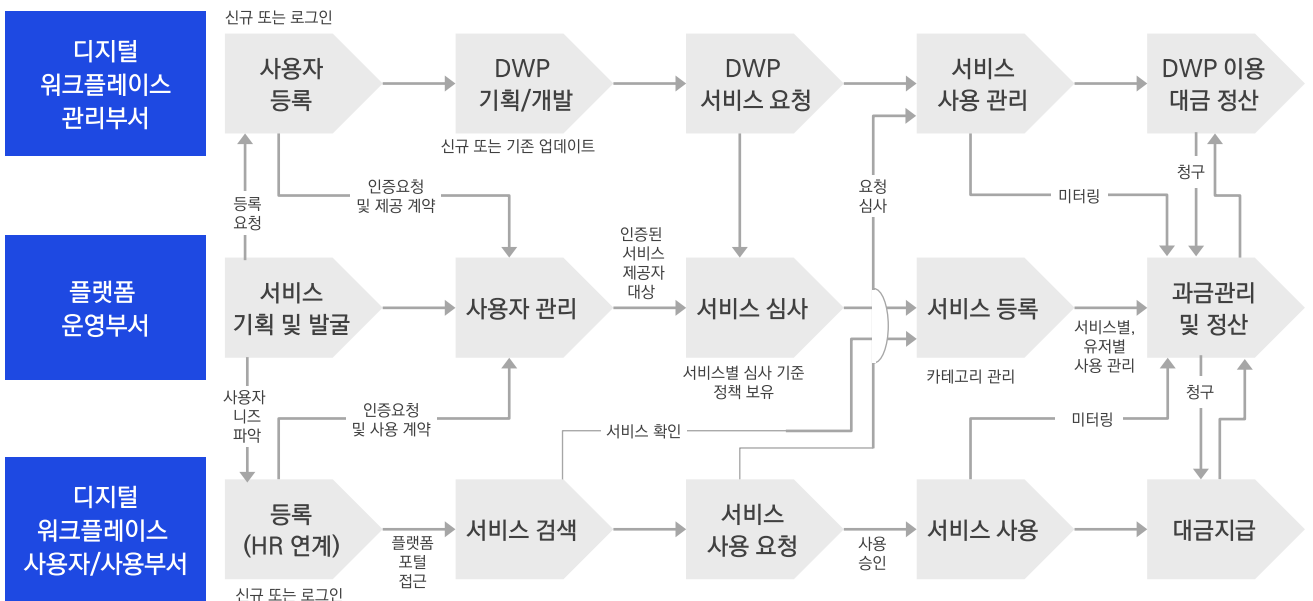 신규 또는 로그인
디지털
워크플레이스
관리부서
사용자
등록
DWP
기획/개발
DWP
서비스 요청
서비스
사용 관리
DWP 이용
대금 정산
신규 또는 기존 업데이트
등록
요청
인증요청
및 제공 계약
요청
심사
미터링
청구
인증된
서비스
제공자
대상
플랫폼
운영부서
서비스
기획 및 발굴
사용자 관리
서비스 심사
서비스 등록
과금관리
및 정산
서비스별 심사 기준
정책 보유
카테고리 관리
서비스별,
유저별
사용 관리
사용자
니즈
파악
인증요청
및 사용 계약
서비스 확인
미터링
청구
디지털
워크플레이스
사용자/사용부서
등록
(HR 연계)
서비스 검색
서비스
사용 요청
서비스 사용
대금지급
플랫폼
포털
접근
사용
승인
신규 또는 로그인